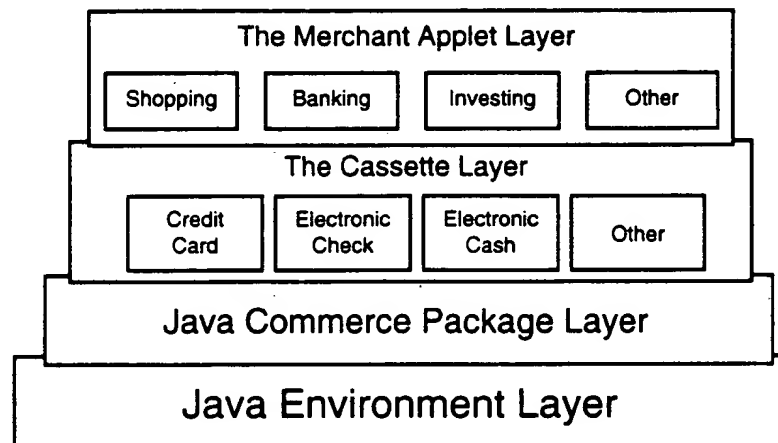 The Merchant Applet Layer
Shopping
Banking
Investing
Other
The Cassette Layer
Credit
Card
Electronic
Check
Electronic
Cash
Other
Java Commerce Package Layer
Java Environment Layer